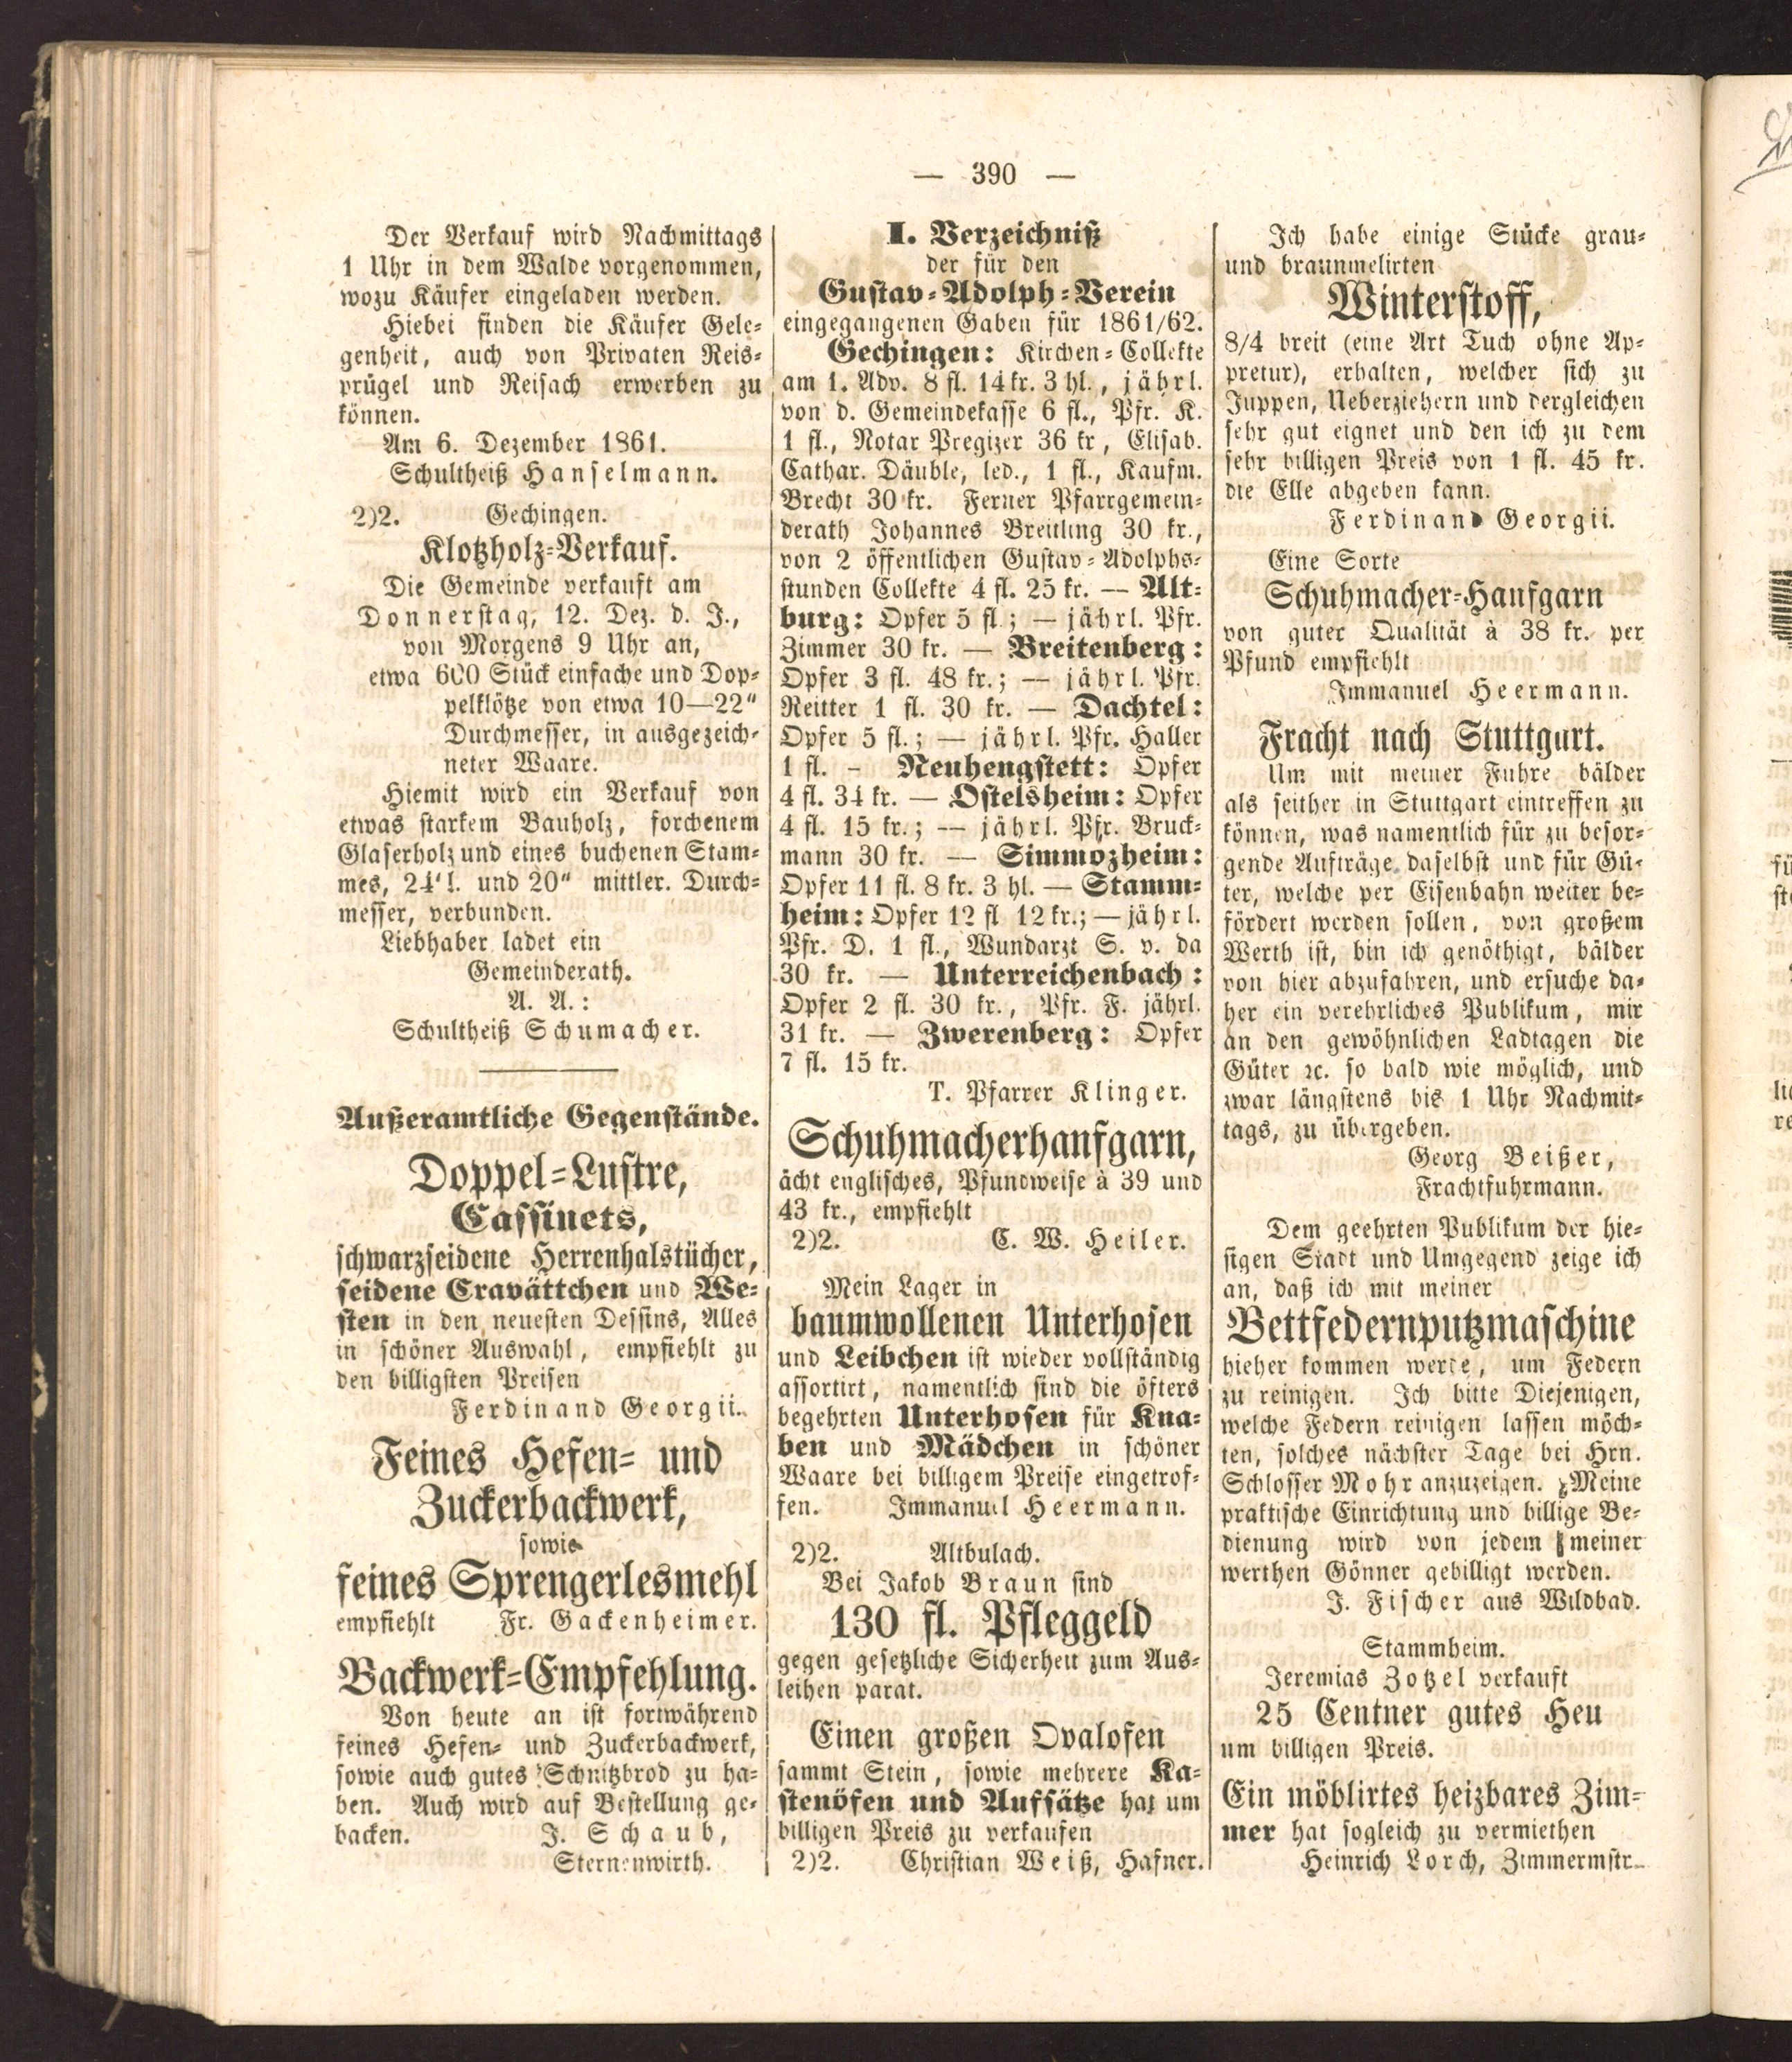 — 390 —
Der Verkauf wird Nachmittags
1 Uhr in dem Walde vorgenommen,
wozu Käufer eingeladen werden.
Hiebei finden die Käufer Gele-
genheit, auch von Privaten Reis-
prügel und Reisach erwerben zu
können.
Am 6. Dezember 1861.
Schultheiß Hanselmann.
2)2. Gechingen.
Klotzholz-Verkauf.
Die Gemeinde verkauft am
Donnerstag, 12. Dez. d. J.,
von Morgens 9 Uhr an,
etwa 600 Stück einfache und Dop-
pelklötze von etwa 10—22"
Durchmesser, in ausgezeich-
neter Waare.
Hiemit wird ein Verkauf von
etwas starkem Bauholz, forchenem
Glaserholz und eines buchenen Stam-
mes, 24' l. und 20" mittler. Durch-
messer, verbunden.
Liebhaber ladet ein
Gemeinderath.
A. A.:
Schultheiß Schumacher.
Außeramtliche Gegenstände.
Doppel-Lustre,
Cassinets,
schwarzseidene Herrenhalstücher,
seidene Cravättchen und We-
sten in den neuesten Dessins, Alles
in schöner Auswahl, empfiehlt zu
den billigsten Preisen
Ferdinand Georgii.
Feines Hefen- und
Zuckerbackwerk,
sowie
feines Sprengerlesmehl
empfiehlt Fr. Gackenheimer.
Backwerk-Empfehlung.
Von heute an ist fortwährend
feines Hefen- und Zuckerbackwerk,
sowie auch gutes Schnitzbrod zu ha-
ben. Auch wird auf Bestellung ge-
backen. J. Schaub,
Sternenwirth.
I. Verzeichniß
der für den
Gustav-Adolph-Verein
eingegangenen Gaben für 1861/62.
Gechingen: Kirchen-Collekte
am 1. Adv. 8 fl. 14 kr. 3 hl., jährl.
von d. Gemeindekasse 6 fl., Pfr. K.
1 fl., Notar Pregizer 36 kr, Elisab.
Cathar. Däuble, led., 1 fl., Kaufm.
Brecht 30 kr. Ferner Pfarrgemein-
derath Johannes Breitling 30 kr.,
von 2 öffentlichen Gustav-Adolphs-
stunden Collekte 4 fl. 25 kr. — Alt-
burg: Opfer 5 fl.; — jährl. Pfr.
Zimmer 30 kr. — Breitenberg:
Opfer 3 fl. 48 kr.; — jährl. Pfr.
Reitter 1 fl. 30 kr. — Dachtel:
Opfer 5 fl.; — jährl. Pfr. Haller
1 fl. – Neuhengstett: Opfer
4 fl. 34 kr. — Ostelsheim: Opfer
4 fl. 15 kr.; — jährl. Pfr. Bruck-
mann 30 kr. — Simmozheim:
Opfer 11 fl. 8 kr. 3 hl. — Stamm-
heim: Opfer 12 fl 12 kr.; — jährl.
Pfr. D. 1 fl., Wundarzt S. v. da
30 kr. — Unterreichenbach:
Opfer 2 fl. 30 kr., Pfr. F. jährl.
31 kr. — Zwerenberg: Opfer
7 fl. 15 kr.
T. Pfarrer Klinger.
Schuhmacherhanfgarn,
ächt englisches, Pfundweise à 39 und
43 kr., empfiehlt
2)2. C. W. Heiler.
Mein Lager in
baumwollenen Unterhosen
und Leibchen ist wieder vollständig
assortirt, namentlich sind die öfters
begehrten Unterhosen für Kna-
ben und Mädchen in schöner
Waare bei billigem Preise eingetrof-
fen. Immanuel Heermann.
2)2. Altbulach.
Bei Jakob Braun sind
130 fl. Pfleggeld
gegen gesetzliche Sicherheit zum Aus-
leihen parat.
Einen großen Ovalofen
sammt Stein, sowie mehrere Ka-
stenöfen und Aufsätze hat um
billigen Preis zu verkaufen
2)2. Christian Weiß, Hafner.
Ich habe einige Stücke grau-
und braunmelirten
Winterstoff,
8/4 breit (eine Art Tuch ohne Ap-
pretur), erhalten, welcher sich zu
Juppen, Ueberziehern und dergleichen
sehr gut eignet und den ich zu dem
sehr billigen Preis von 1 fl. 45 kr.
die Elle abgeben kann.
Ferdinand Georgii.
Eine Sorte
Schuhmacher-Hanfgarn
von guter Qualität à 38 kr. per
Pfund empfiehlt
Immanuel Heermann.
Fracht nach Stuttgart.
Um mit meiner Fuhre bälder
als seither in Stuttgart eintreffen zu
können, was namentlich für zu besor-
gende Aufträge daselbst und für Gü-
ter, welche per Eisenbahn weiter be-
fördert werden sollen, von großem
Werth ist, bin ich genöthigt, bälder
von hier abzufahren, und ersuche da-
her ein verehrliches Publikum, mir
an den gewöhnlichen Ladtagen die
Güter ꝛc. so bald wie möglich, und
zwar längstens bis 1 Uhr Nachmit-
tags, zu übergeben.
Georg Beißer,
Frachtfuhrmann.
Dem geehrten Publikum der hie-
sigen Stadt und Umgegend zeige ich
an, daß ich mit meiner
Bettfedernputzmaschine
hieher kommen werde, um Federn
zu reinigen. Ich bitte Diejenigen,
welche Federn reinigen lassen möch-
ten, solches nächster Tage bei Hrn.
Schlosser Mohr anzuzeigen. Meine
praktische Einrichtung und billige Be-
dienung wird von jedem meiner
werthen Gönner gebilligt werden.
J. Fischer aus Wildbad.
Stammheim.
Jeremias Zotzel verkauft
25 Centner gutes Heu
um billigen Preis.
Ein möblirtes heizbares Zim-
mer hat sogleich zu vermiethen
Heinrich Lorch, Zimmermstr.